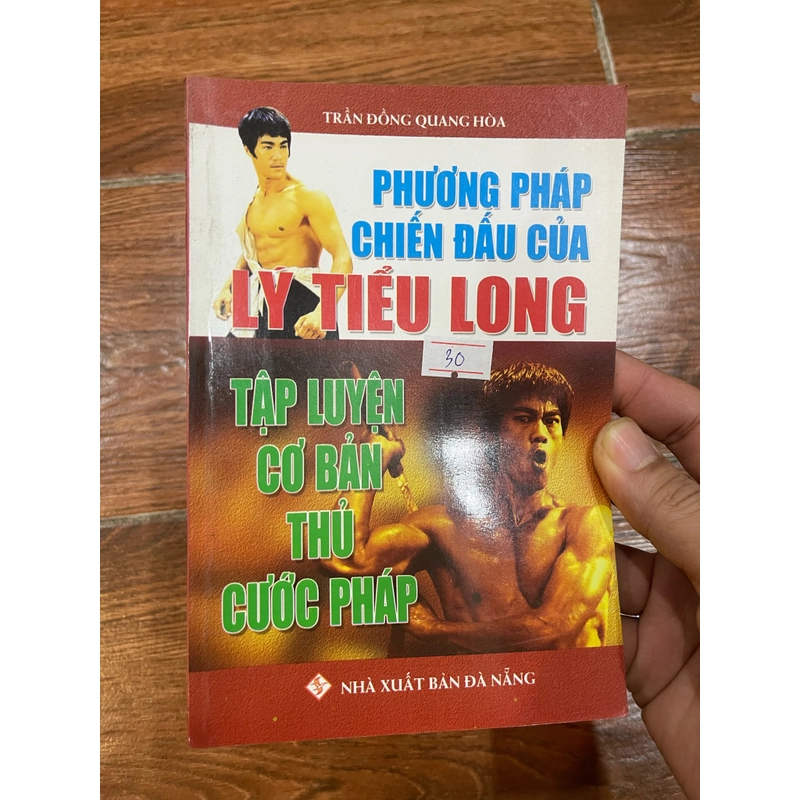 TRẦN ĐỒNG QUANG HÒA
PHƯƠNG PHÁP
CHIẾN ĐẤU CỦA
LÝ TIỂU LONG
30
TẬP LUYỆN
CƠ BẢN
THỦ
CƯỚC PHÁP
NHÀ XUẤT BẢN ĐÀ NẴNG